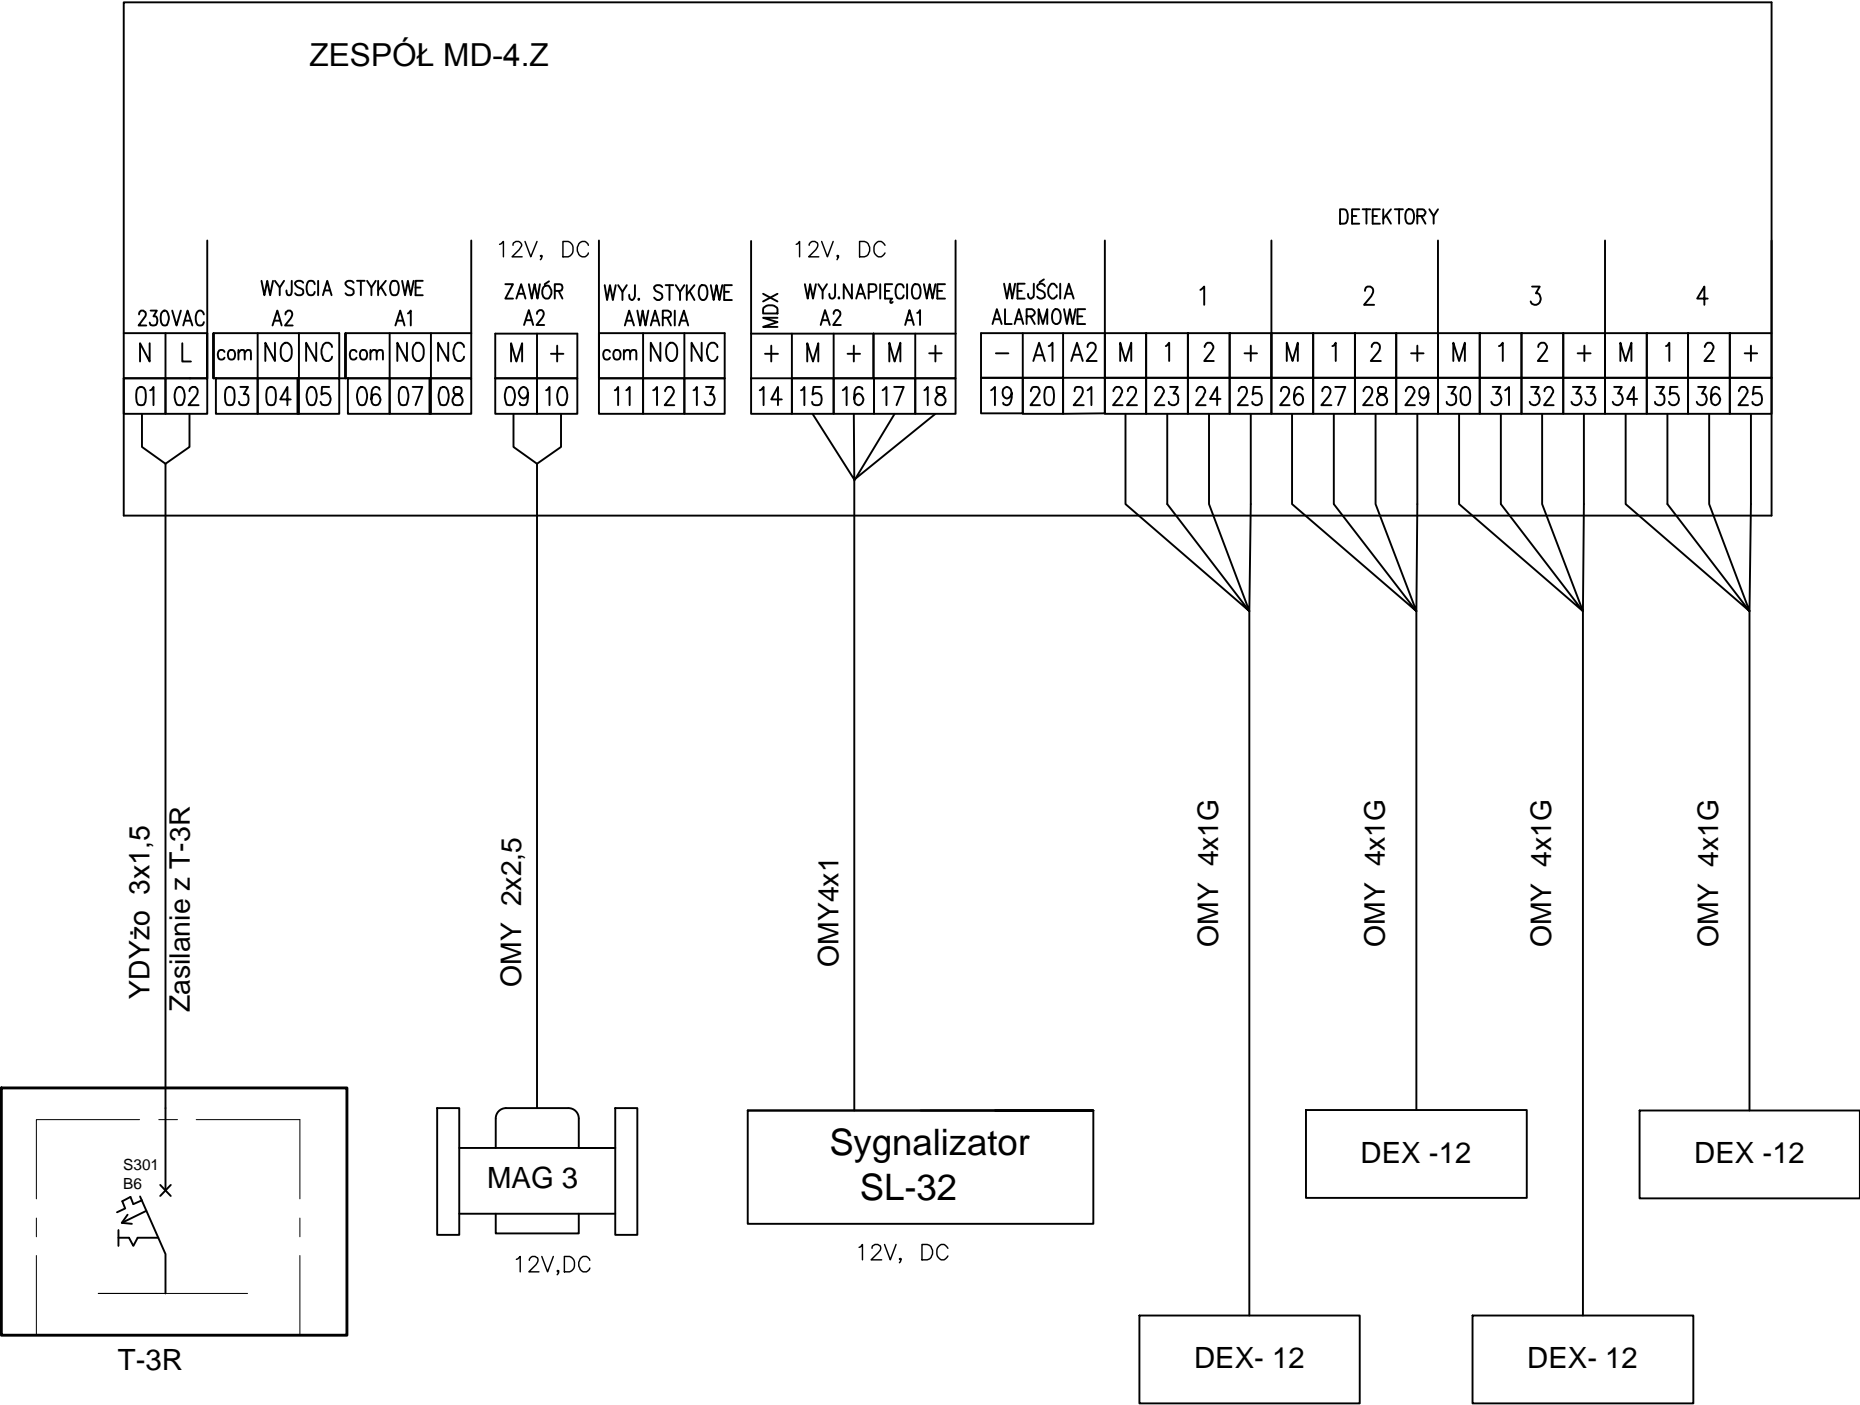 ZESPÓŁ MD-4.Z
DETEKTORY
12V, DC
12V, DC
230VAC
WYJSCIA STYKOWE
A2
A1
ZAWÓR
A2
WYJ. STYKOWE
AWARIA
MDX
WYJ.NAPIĘCIOWE
A2
A1
WEJŚCIA
ALARMOWE
1
2
3
4
N L com NO NC com NO NC M + com NO NC + M + M + − A1 A2 M 1 2 + M 1 2 + M 1 2 + M 1 2 +
01 02 03 04 05 06 07 08 09 10 11 12 13 14 15 16 17 18 19 20 21 22 23 24 25 26 27 28 29 30 31 32 33 34 35 36 25
YDYżo 3x1,5
Zasilanie z T-3R
OMY 2x2,5
OMY4x1
OMY 4x1G
OMY 4x1G
OMY 4x1G
OMY 4x1G
S301
B6
T-3R
MAG 3
12V,DC
Sygnalizator
SL-32
12V, DC
DEX -12
DEX -12
DEX- 12
DEX- 12